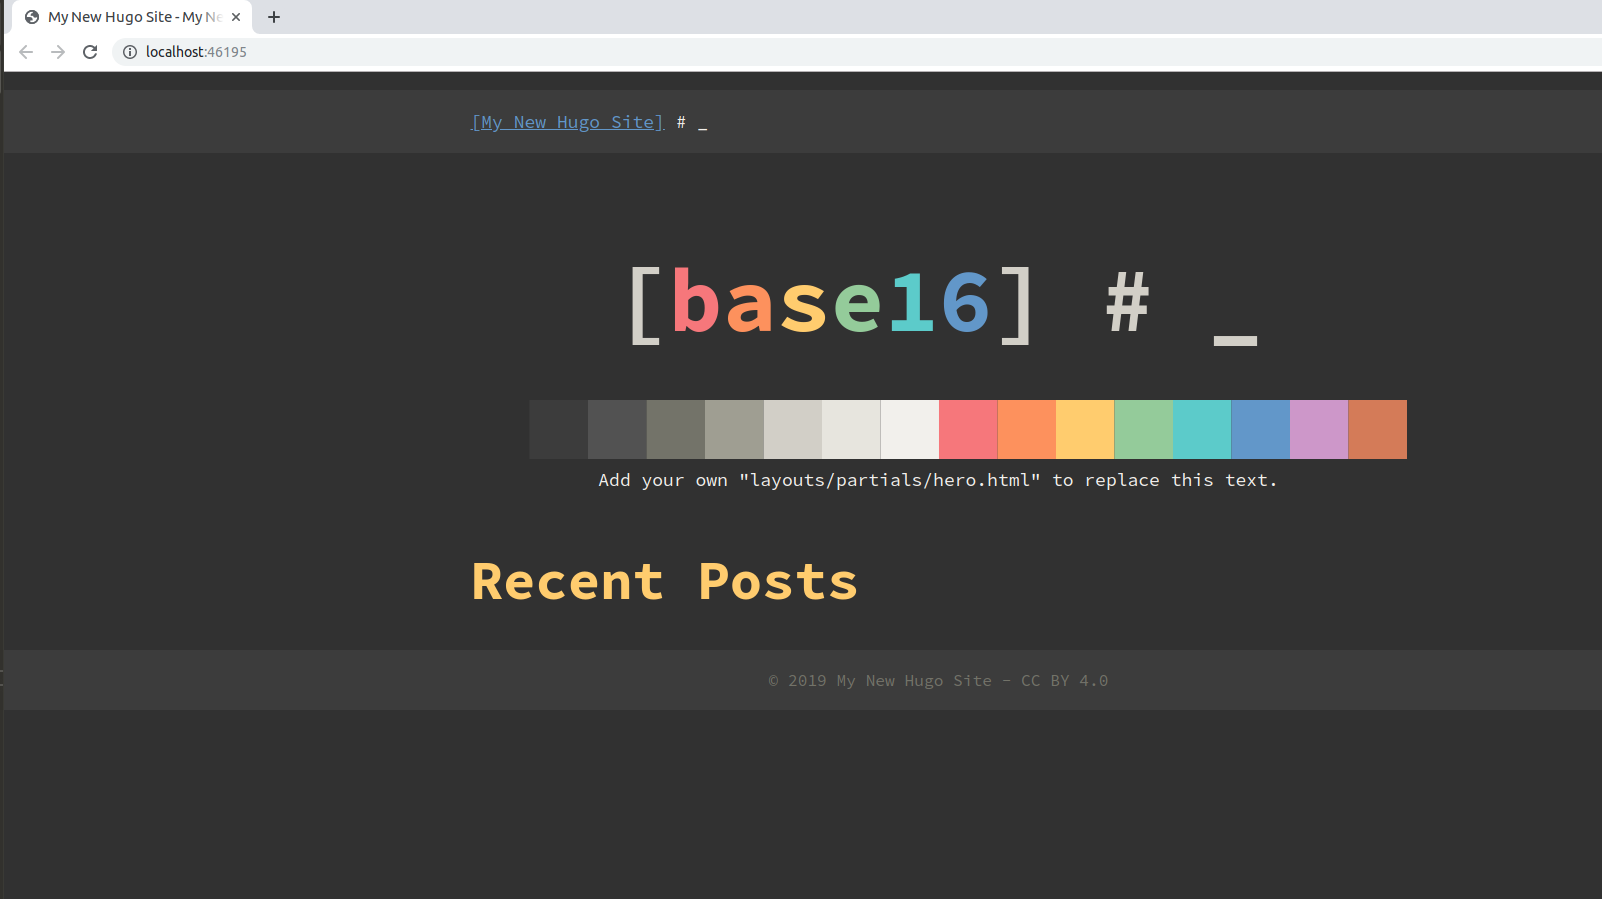 My New Hugo Site - My Ne
localhost:46195
[My New Hugo Site] # _
[base16] # _
Add your own "layouts/partials/hero.html" to replace this text.
Recent Posts
© 2019 My New Hugo Site - CC BY 4.0